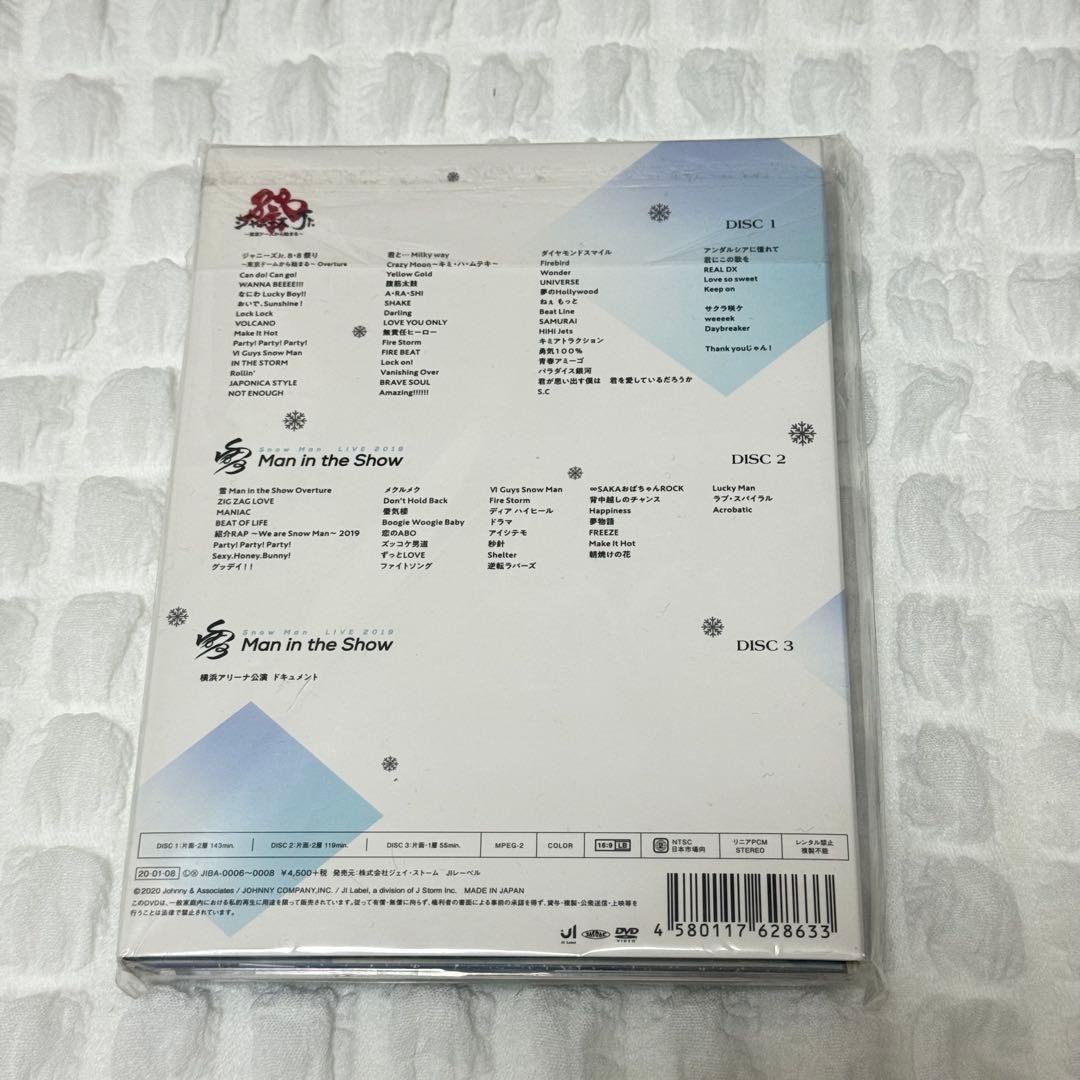 ジャニーズJr.
〜東京ドームから始まる〜
DISC 1
ジャニーズJr. 8・8 祭り
〜東京ドームから始まる〜 Overture
Can do! Can go!
WANNA BEEEE!!!
なにわ Lucky Boy!!
おいで、Sunshine!
Lock Lock
VOLCANO
Make It Hot
Party! Party! Party!
VI Guys Snow Man
IN THE STORM
Rollin'
JAPONICA STYLE
NOT ENOUGH
君と…Milky way
Crazy Moon〜キミ・ハ・ムテキ〜
Yellow Gold
腹筋太鼓
A・RA・SHI
SHAKE
Darling
LOVE YOU ONLY
無責任ヒーロー
Fire Storm
FIRE BEAT
Lock on!
Vanishing Over
BRAVE SOUL
Amazing!!!!!!
ダイヤモンドスマイル
Firebird
Wonder
UNIVERSE
夢のHollywood
ねぇ もっと
Beat Line
SAMURAI
HiHi Jets
キミアトラクション
勇気100%
青春アミーゴ
パラダイス銀河
君が思い出す僕は 君を愛しているだろうか
S.C
アンダルシアに憧れて
君にこの歌を
REAL DX
Love so sweet
Keep on
サクラ咲ケ
weeeek
Daybreaker
Thank youじゃん!
Snow Man LIVE 2019
Man in the Show
DISC 2
雪 Man in the Show Overture
ZIG ZAG LOVE
MANIAC
BEAT OF LIFE
紹介RAP 〜We are Snow Man〜 2019
Party! Party! Party!
Sexy.Honey.Bunny!
グッデイ!!
メクルメク
Don't Hold Back
蜃気楼
Boogie Woogie Baby
恋のABO
ズッコケ男道
ずっとLOVE
ファイトソング
VI Guys Snow Man
Fire Storm
ディア ハイヒール
ドラマ
アイシテモ
秒針
Shelter
逆転ラバーズ
∞SAKAおばちゃんROCK
背中越しのチャンス
Happiness
夢物語
FREEZE
Make It Hot
朝焼けの花
Lucky Man
ラブ・スパイラル
Acrobatic
Snow Man LIVE 2019
Man in the Show
DISC 3
横浜アリーナ公演 ドキュメント
DISC 1:片面・2層 143min. DISC 2:片面・2層 119min. DISC 3:片面・1層 55min. MPEG-2 COLOR 16:9 LB 2 NTSC 日本市場向 リニアPCM STEREO レンタル禁止 複製不能
20・01・08 ⓁⓍ JIBA-0006〜0008 ¥4,500+税 発売元:株式会社ジェイ・ストーム JIレーベル
©2020 Johnny & Associates / JOHNNY COMPANY,INC. / JI Label, a division of J Storm Inc. MADE IN JAPAN
このDVDは、一般家庭内における私的再生に用途を限って販売されています。従って有償・無償に拘らず、権利者の書面による事前の承諾を得ず、貸与・複製・公衆送信・上映等を
行うことは法律で禁止されています。
JI Label
DVD VIDEO
4 580117 628633